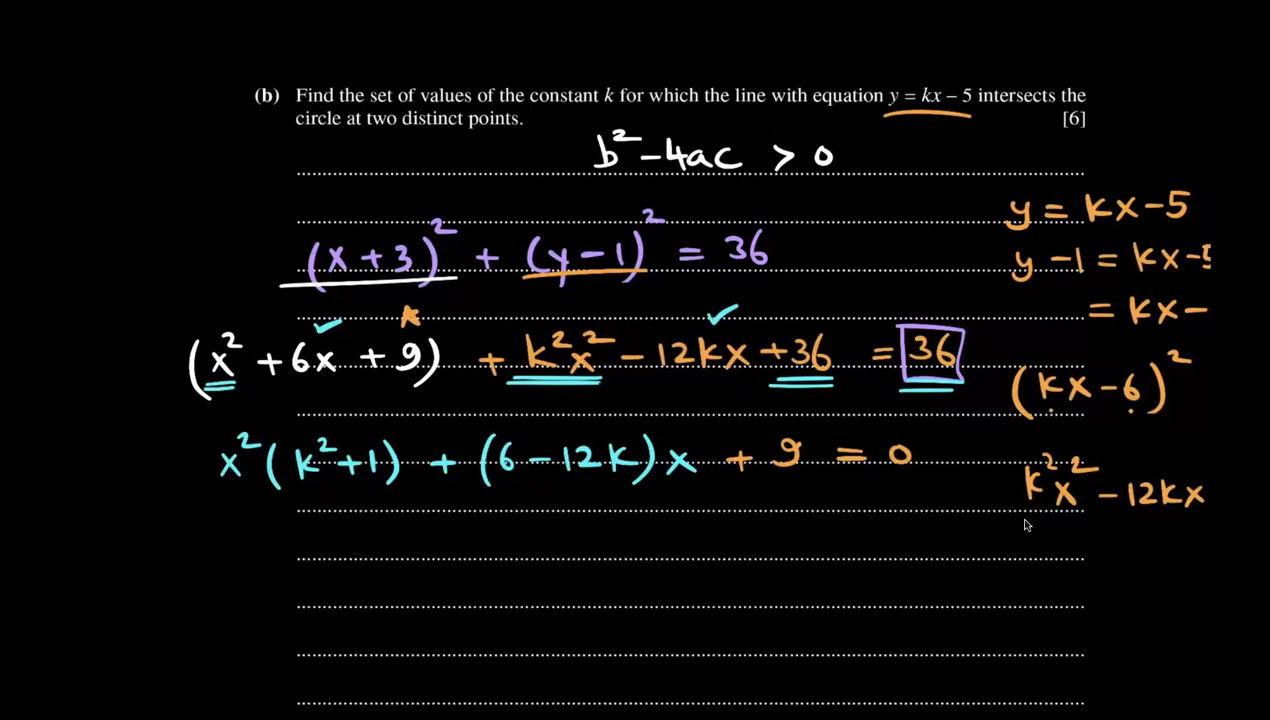 (b) Find the set of values of the constant k for which the line with equation y = kx − 5 intersects the
circle at two distinct points. [6]
b² − 4ac > 0
y = kx − 5
(x + 3)² + (y − 1)² = 36
y − 1 = kx − 5
= kx −
(x² + 6x + 9) + k²x² − 12kx + 36 = 36
(kx − 6)²
x² (k² + 1) + (6 − 12k) x + 9 = 0
k²x² − 12kx